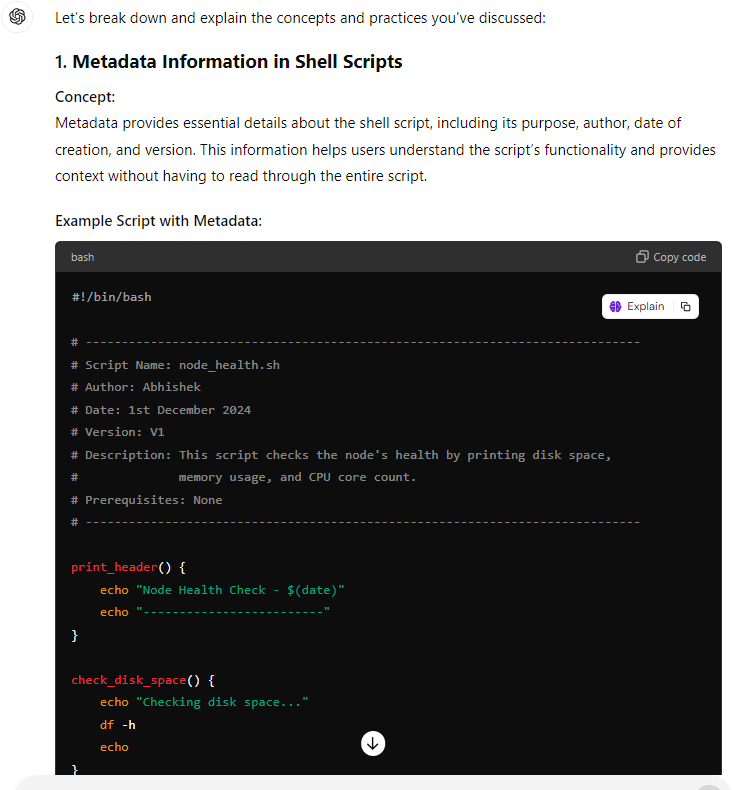 Let's break down and explain the concepts and practices you've discussed:
1. Metadata Information in Shell Scripts
Concept:
Metadata provides essential details about the shell script, including its purpose, author, date of
creation, and version. This information helps users understand the script's functionality and provides
context without having to read through the entire script.
Example Script with Metadata:
bash
Copy code
#!/bin/bash
Explain
# -----------------------------------------------------------------------------
# Script Name: node_health.sh
# Author: Abhishek
# Date: 1st December 2024
# Version: V1
# Description: This script checks the node's health by printing disk space,
#              memory usage, and CPU core count.
# Prerequisites: None
# -----------------------------------------------------------------------------
print_header() {
    echo "Node Health Check - $(date)"
    echo "-------------------------"
}
check_disk_space() {
    echo "Checking disk space..."
    df -h
    echo
}